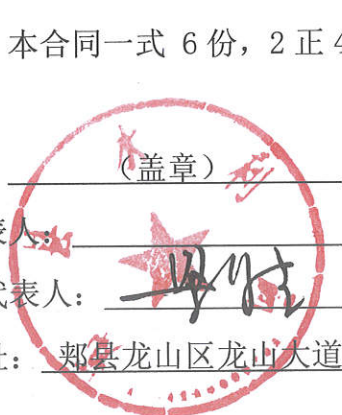 本合同一式 6份，2正4
（盖章）
表人：
代表人：
址：郏县龙山区龙山大道